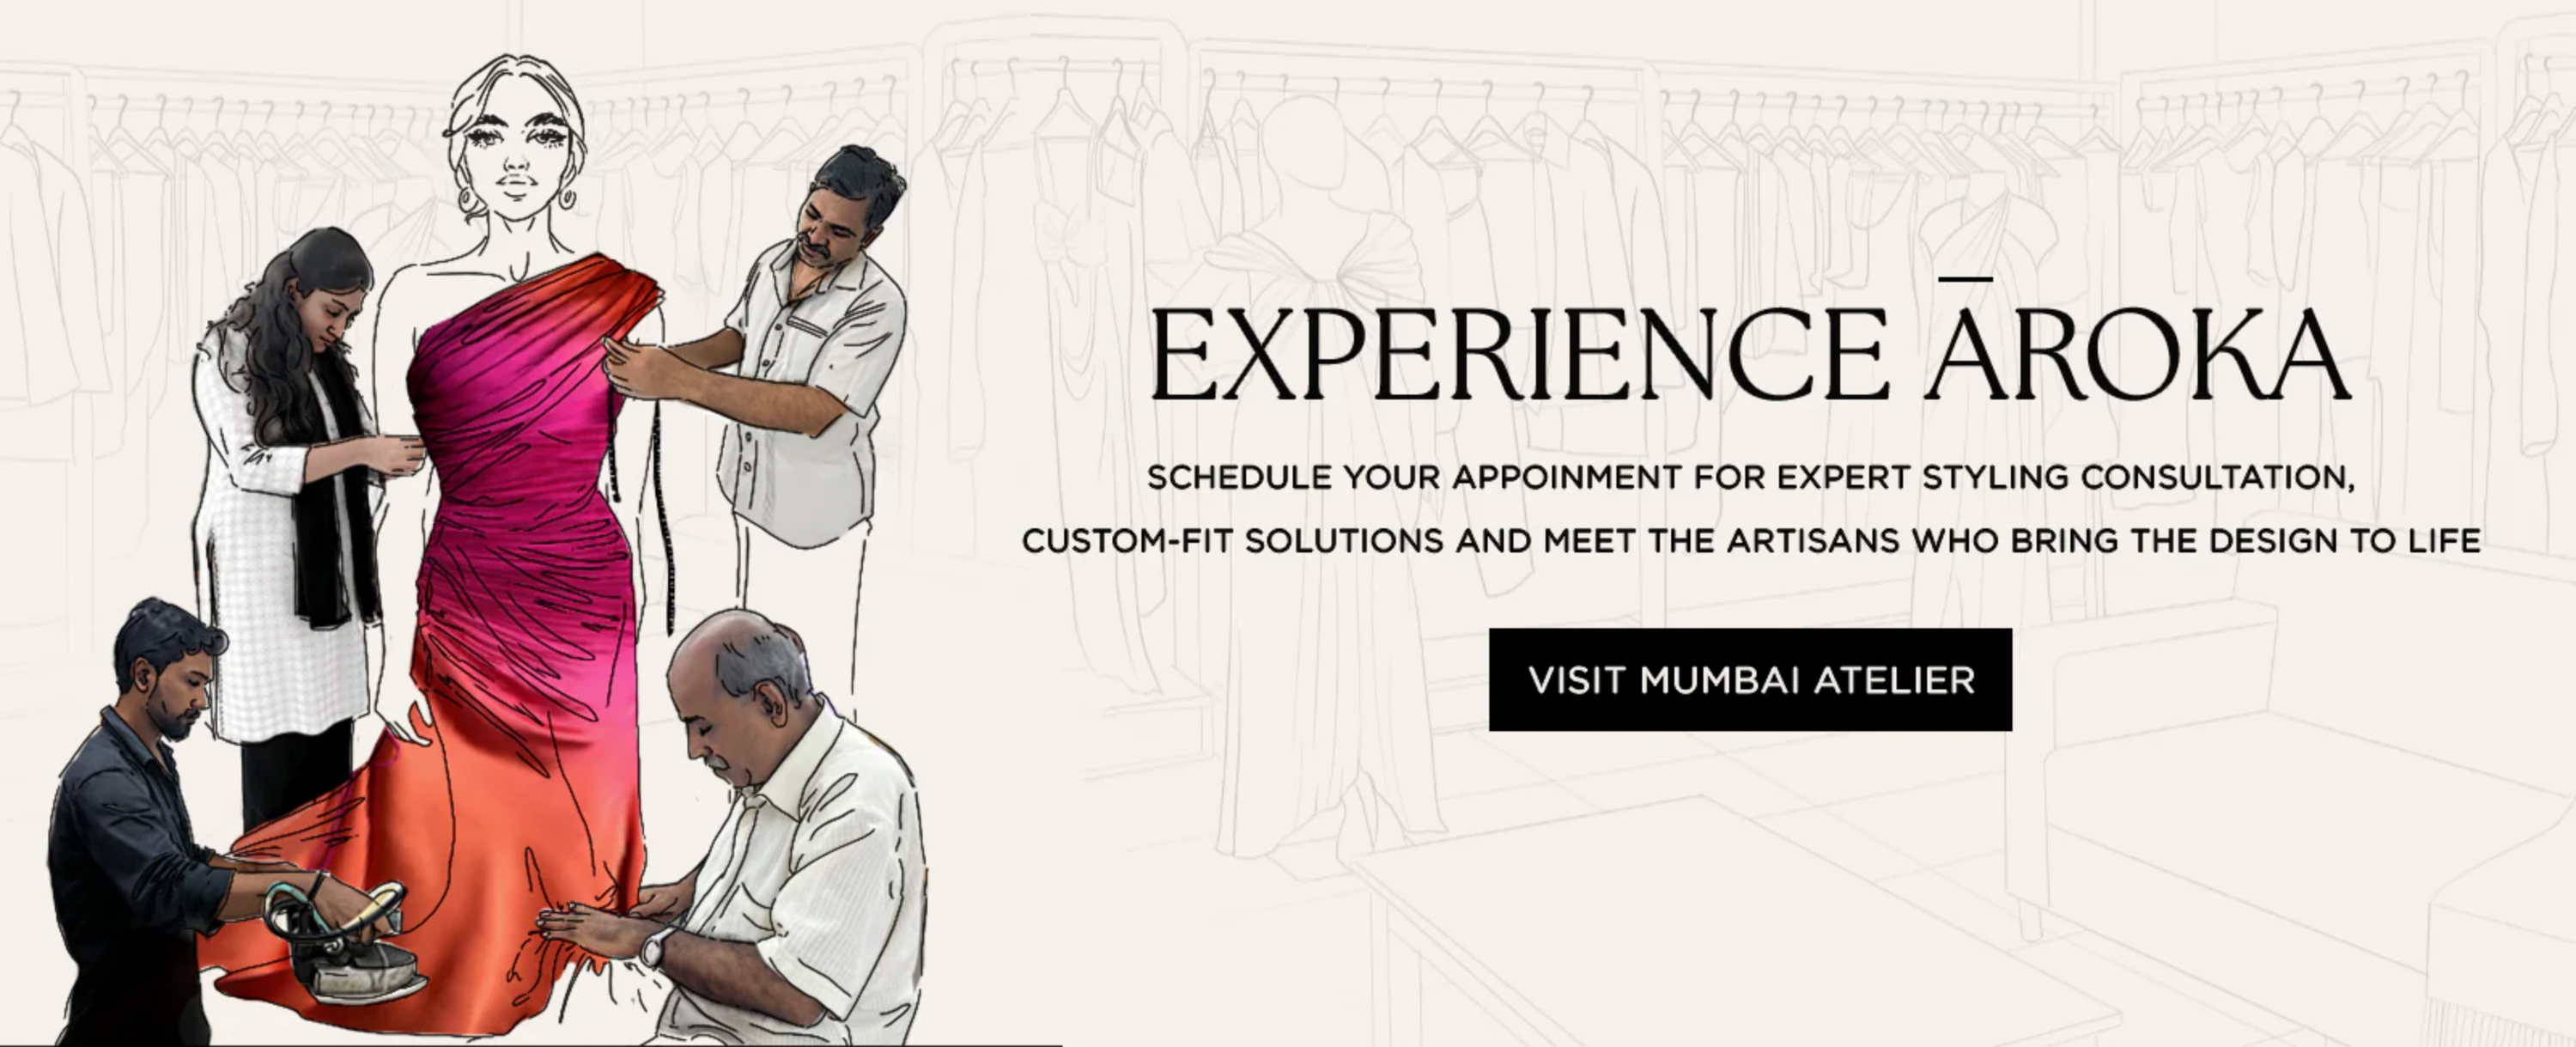 EXPERIENCE ĀROKA
SCHEDULE YOUR APPOINMENT FOR EXPERT STYLING CONSULTATION,
CUSTOM-FIT SOLUTIONS AND MEET THE ARTISANS WHO BRING THE DESIGN TO LIFE
VISIT MUMBAI ATELIER